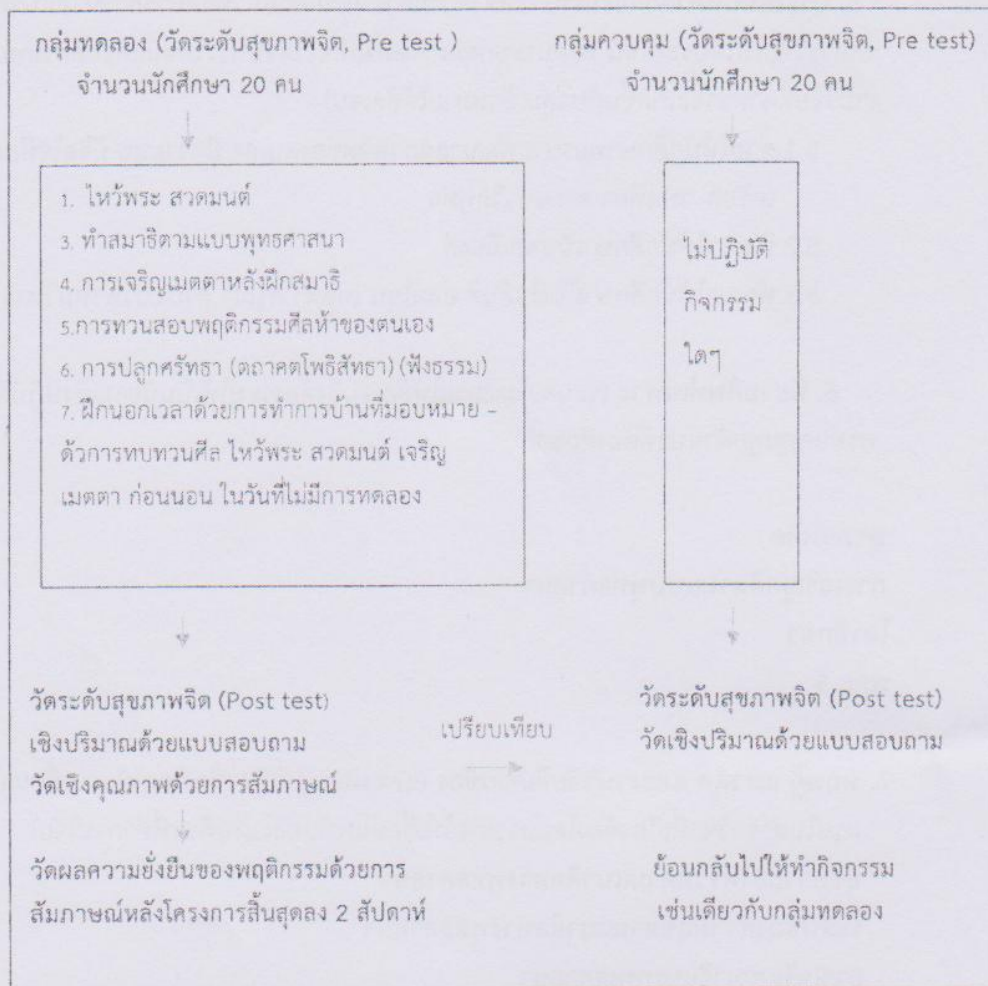 กลุ่มทดลอง (วัดระดับสุขภาพจิต, Pre test )
จำนวนนักศึกษา 20 คน
กลุ่มควบคุม (วัดระดับสุขภาพจิต, Pre test)
จำนวนนักศึกษา 20 คน
1. ไหว้พระ สวดมนต์
3. ทำสมาธิตามแบบพุทธศาสนา
4. การเจริญเมตตาหลังฝึกสมาธิ
5.การทวนสอบพฤติกรรมศีลห้าของตนเอง
6. การปลูกศรัทธา (ตถาคตโพธิสัทธา) (ฟังธรรม)
7. ฝึกนอกเวลาด้วยการทำการบ้านที่มอบหมาย –
ด้วการทบทวนศีล ไหว้พระ สวดมนต์ เจริญ
เมตตา ก่อนนอน ในวันที่ไม่มีการทดลอง
ไม่ปฏิบัติ
กิจกรรม
ใดๆ
วัดระดับสุขภาพจิต (Post test)
เชิงปริมาณด้วยแบบสอบถาม
วัดเชิงคุณภาพด้วยการสัมภาษณ์
เปรียบเทียบ
วัดระดับสุขภาพจิต (Post test)
วัดเชิงปริมาณด้วยแบบสอบถาม
วัดผลความยั่งยืนของพฤติกรรมด้วยการ
สัมภาษณ์หลังโครงการสิ้นสุดลง 2 สัปดาห์
ย้อนกลับไปให้ทำกิจกรรม
เช่นเดียวกับกลุ่มทดลอง